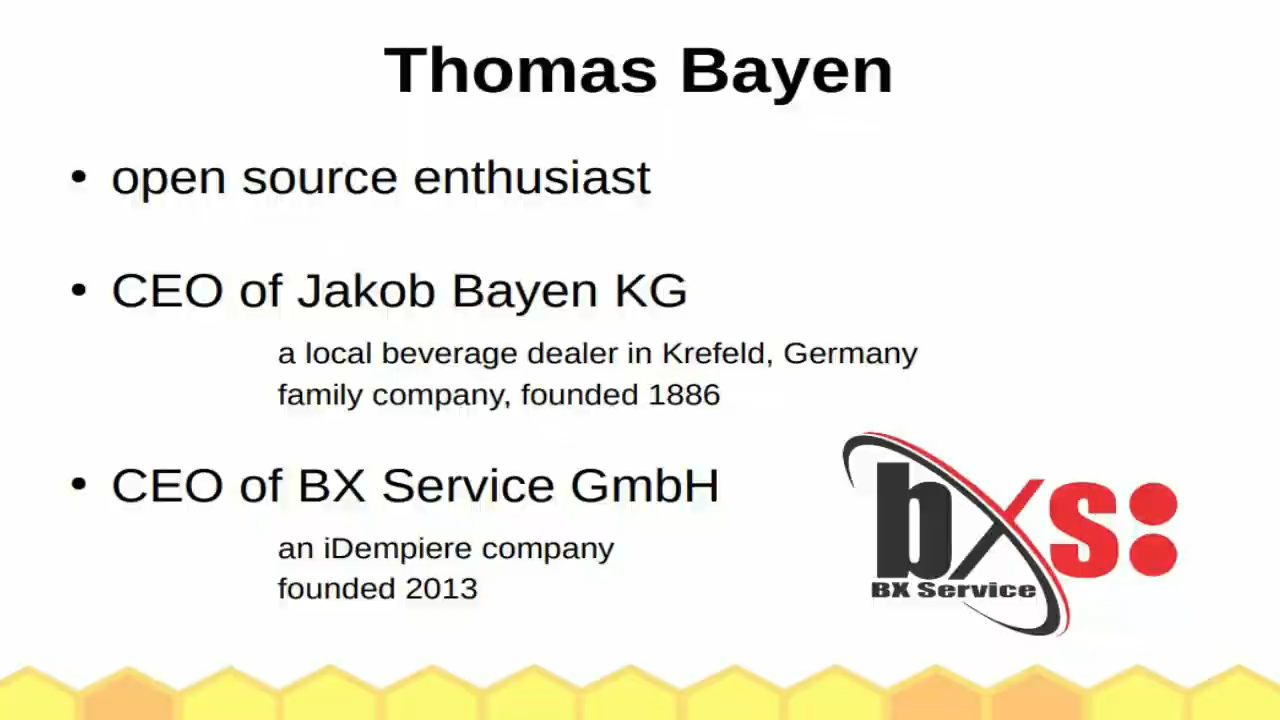 Thomas Bayen
• open source enthusiast
• CEO of Jakob Bayen KG
a local beverage dealer in Krefeld, Germany
family company, founded 1886
• CEO of BX Service GmbH
an iDempiere company
founded 2013
bxs:
BX Service